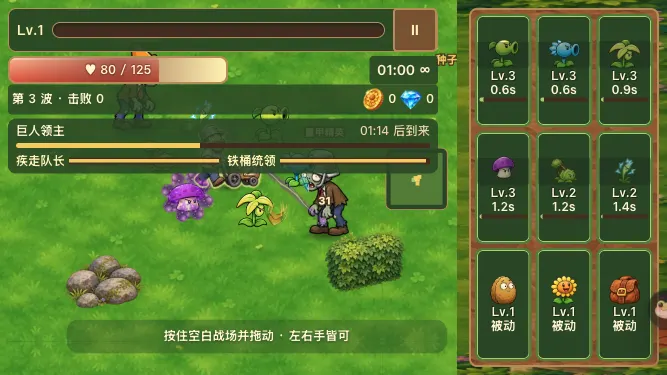 Lv.1
80 / 125
01:00 ∞
种子
第 3 波 · 击败 0
0
0
巨人领主
01:14 后到来
疾走队长
铁桶统领
31
按住空白战场并拖动 · 左右手皆可
Lv.3
0.6s
Lv.3
0.6s
Lv.3
0.9s
Lv.3
1.2s
Lv.2
1.2s
Lv.2
1.4s
Lv.1
被动
Lv.1
被动
Lv.1
被动